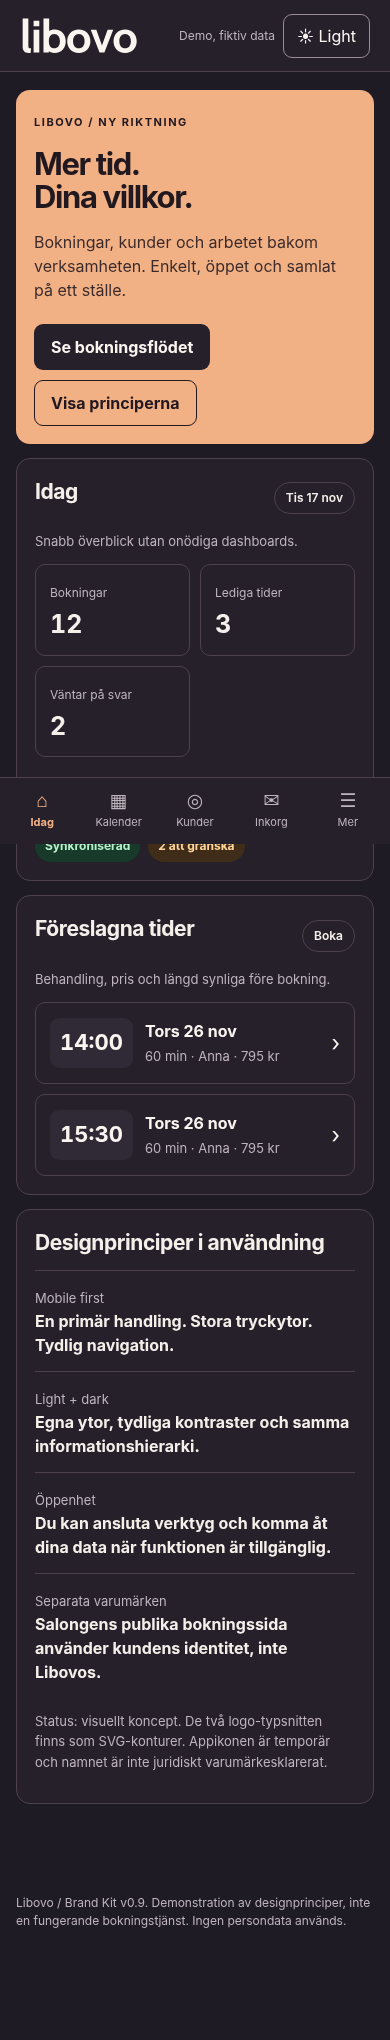 libovo
Demo, fiktiv data
☀ Light
LIBOVO / NY RIKTNING
Mer tid.
Dina villkor.
Bokningar, kunder och arbetet bakom
verksamheten. Enkelt, öppet och samlat
på ett ställe.
Se bokningsflödet
Visa principerna
Idag
Tis 17 nov
Snabb överblick utan onödiga dashboards.
Bokningar
12
Lediga tider
3
Väntar på svar
2
Idag
Kalender
Kunder
Inkorg
Mer
Synkroniserad
2 att granska
Föreslagna tider
Boka
Behandling, pris och längd synliga före bokning.
14:00
Tors 26 nov
60 min · Anna · 795 kr
15:30
Tors 26 nov
60 min · Anna · 795 kr
Designprinciper i användning
Mobile first
En primär handling. Stora tryckytor.
Tydlig navigation.
Light + dark
Egna ytor, tydliga kontraster och samma
informationshierarki.
Öppenhet
Du kan ansluta verktyg och komma åt
dina data när funktionen är tillgänglig.
Separata varumärken
Salongens publika bokningssida
använder kundens identitet, inte
Libovos.
Status: visuellt koncept. De två logo-typsnitten
finns som SVG-konturer. Appikonen är temporär
och namnet är inte juridiskt varumärkesklarerat.
Libovo / Brand Kit v0.9. Demonstration av designprinciper, inte
en fungerande bokningstjänst. Ingen persondata används.